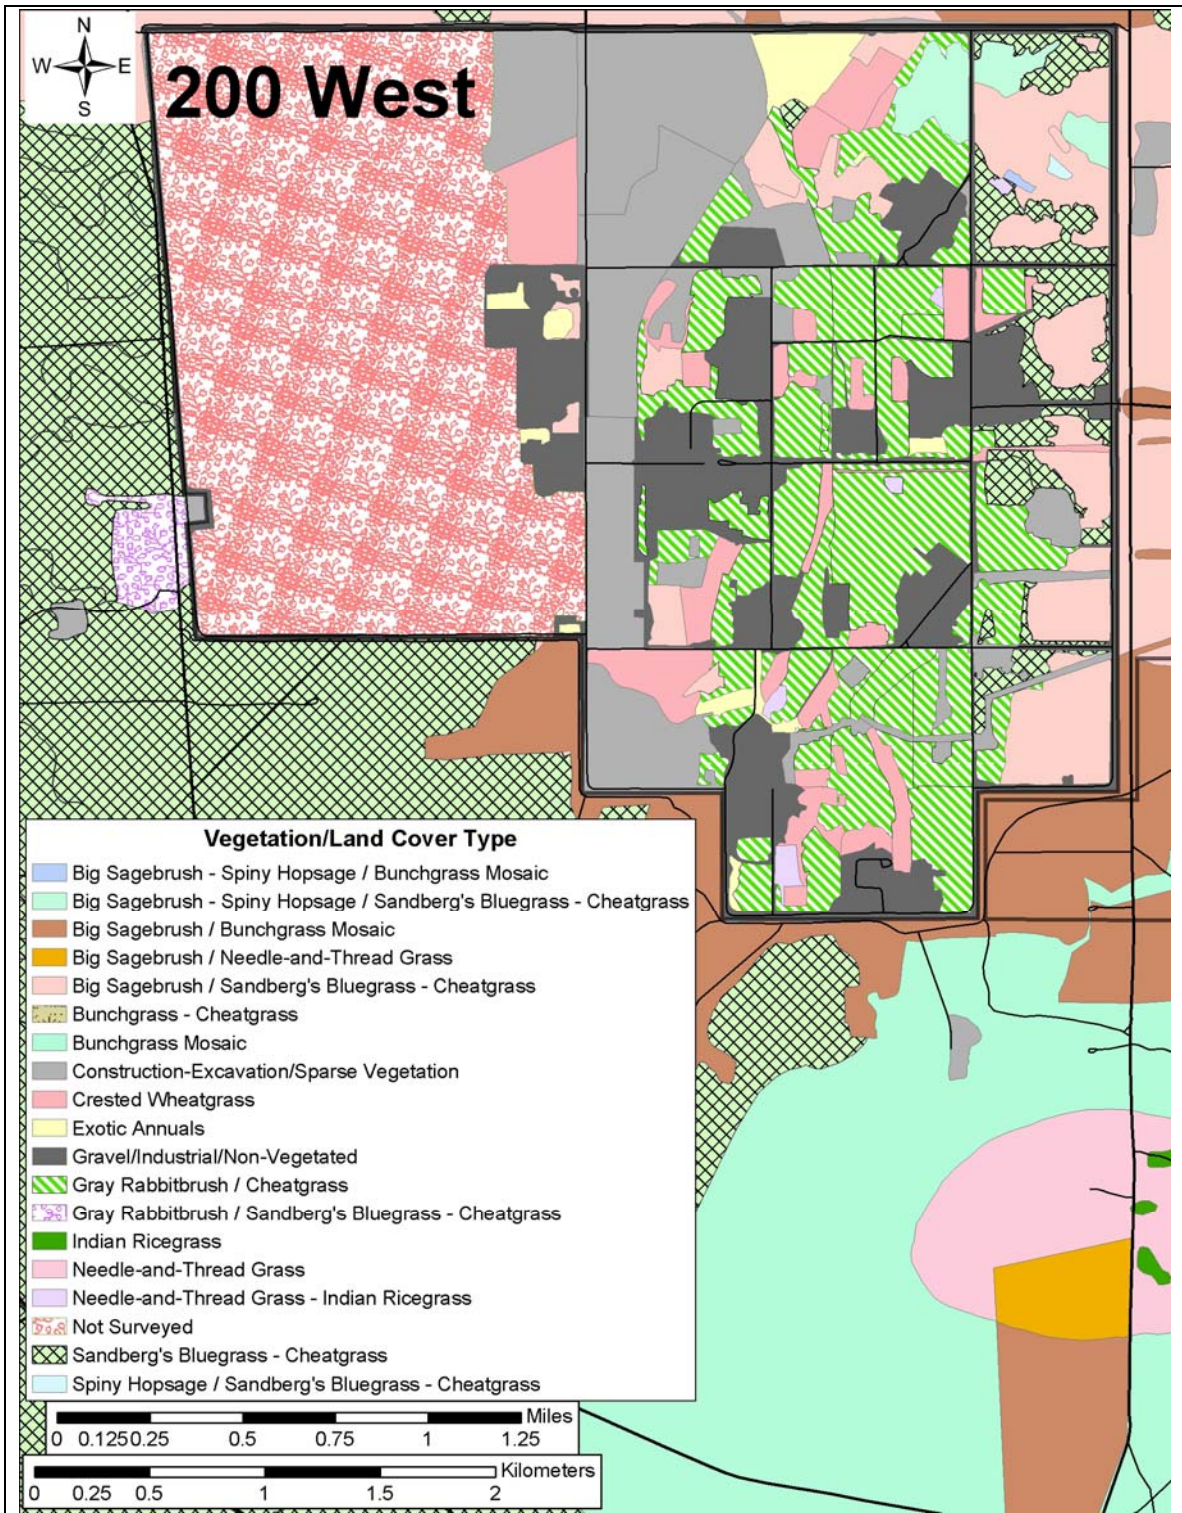 N
W E
S
200 West
Vegetation/Land Cover Type
Big Sagebrush - Spiny Hopsage / Bunchgrass Mosaic
Big Sagebrush - Spiny Hopsage / Sandberg's Bluegrass - Cheatgrass
Big Sagebrush / Bunchgrass Mosaic
Big Sagebrush / Needle-and-Thread Grass
Big Sagebrush / Sandberg's Bluegrass - Cheatgrass
Bunchgrass - Cheatgrass
Bunchgrass Mosaic
Construction-Excavation/Sparse Vegetation
Crested Wheatgrass
Exotic Annuals
Gravel/Industrial/Non-Vegetated
Gray Rabbitbrush / Cheatgrass
Gray Rabbitbrush / Sandberg's Bluegrass - Cheatgrass
Indian Ricegrass
Needle-and-Thread Grass
Needle-and-Thread Grass - Indian Ricegrass
Not Surveyed
Sandberg's Bluegrass - Cheatgrass
Spiny Hopsage / Sandberg's Bluegrass - Cheatgrass
Miles
0 0.125 0.25 0.5 0.75 1 1.25
Kilometers
0 0.25 0.5 1 1.5 2